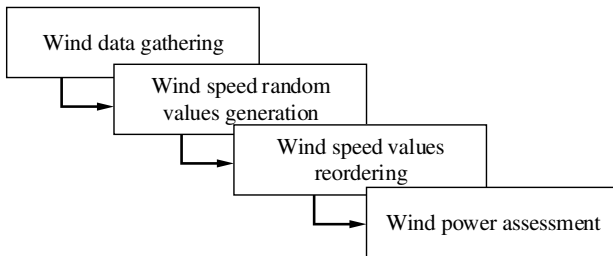 Wind data gathering
Wind speed random
values generation
Wind speed values
reordering
Wind power assessment